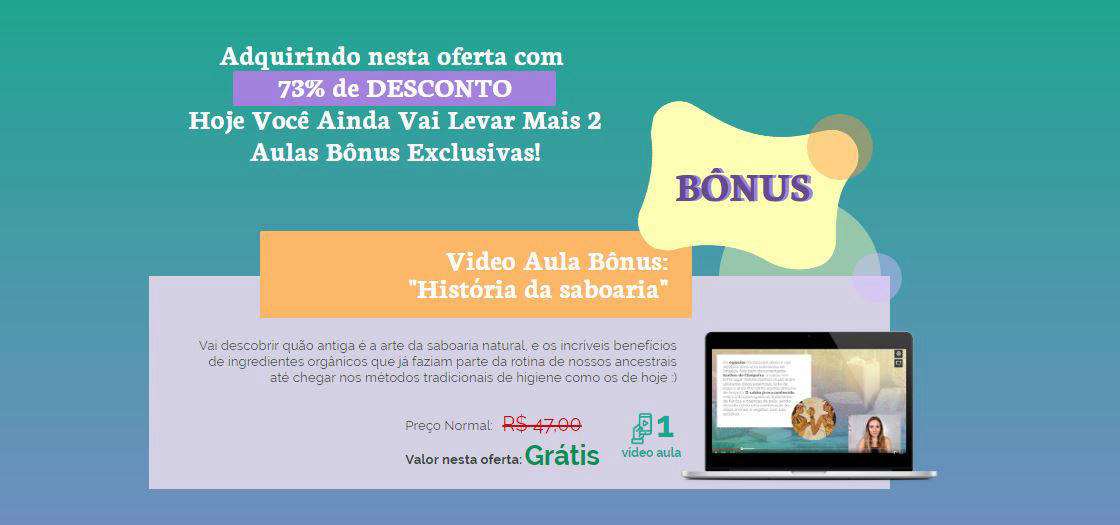 Adquirindo nesta oferta com
73% de DESCONTO
Hoje Você Ainda Vai Levar Mais 2
Aulas Bônus Exclusivas!
BÔNUS
Video Aula Bônus:
"História da saboaria"
Vai descobrir quão antiga é a arte da saboaria natural, e os incríveis benefícios
de ingredientes orgânicos que já faziam parte da rotina de nossos ancestrais
até chegar nos métodos tradicionais de higiene como os de hoje :)
Preço Normal: R$ 47,00
Valor nesta oferta: Grátis
1
vídeo aula